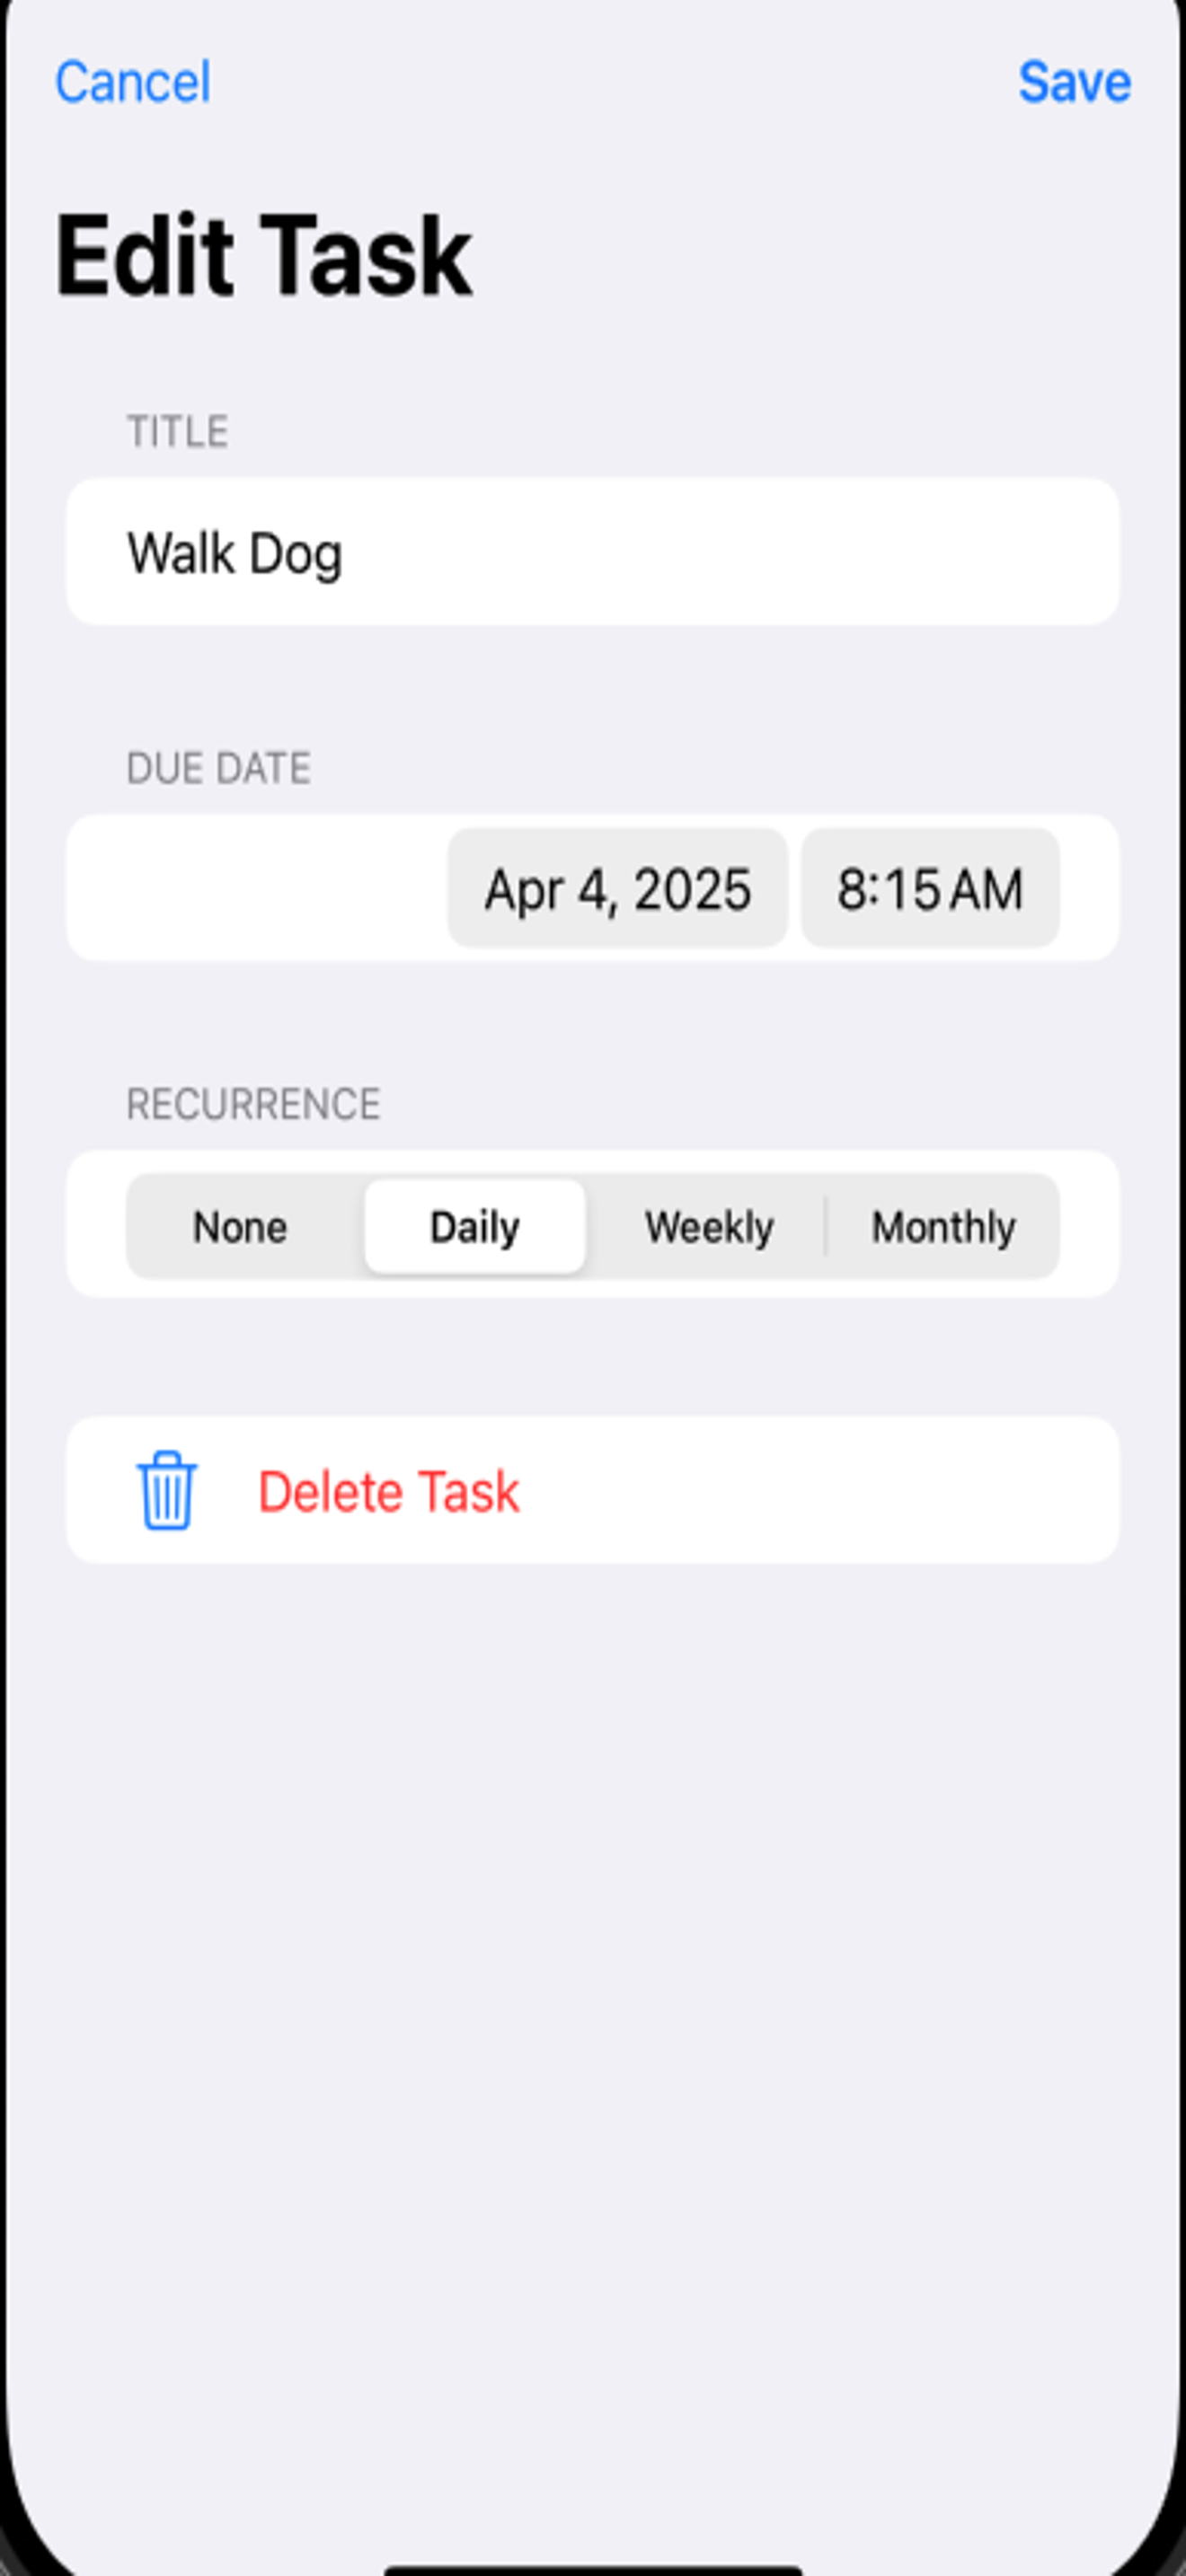 Cancel Save
Edit Task
TITLE
Walk Dog
DUE DATE
Apr 4, 2025 8:15 AM
RECURRENCE
None Daily Weekly Monthly
Delete Task